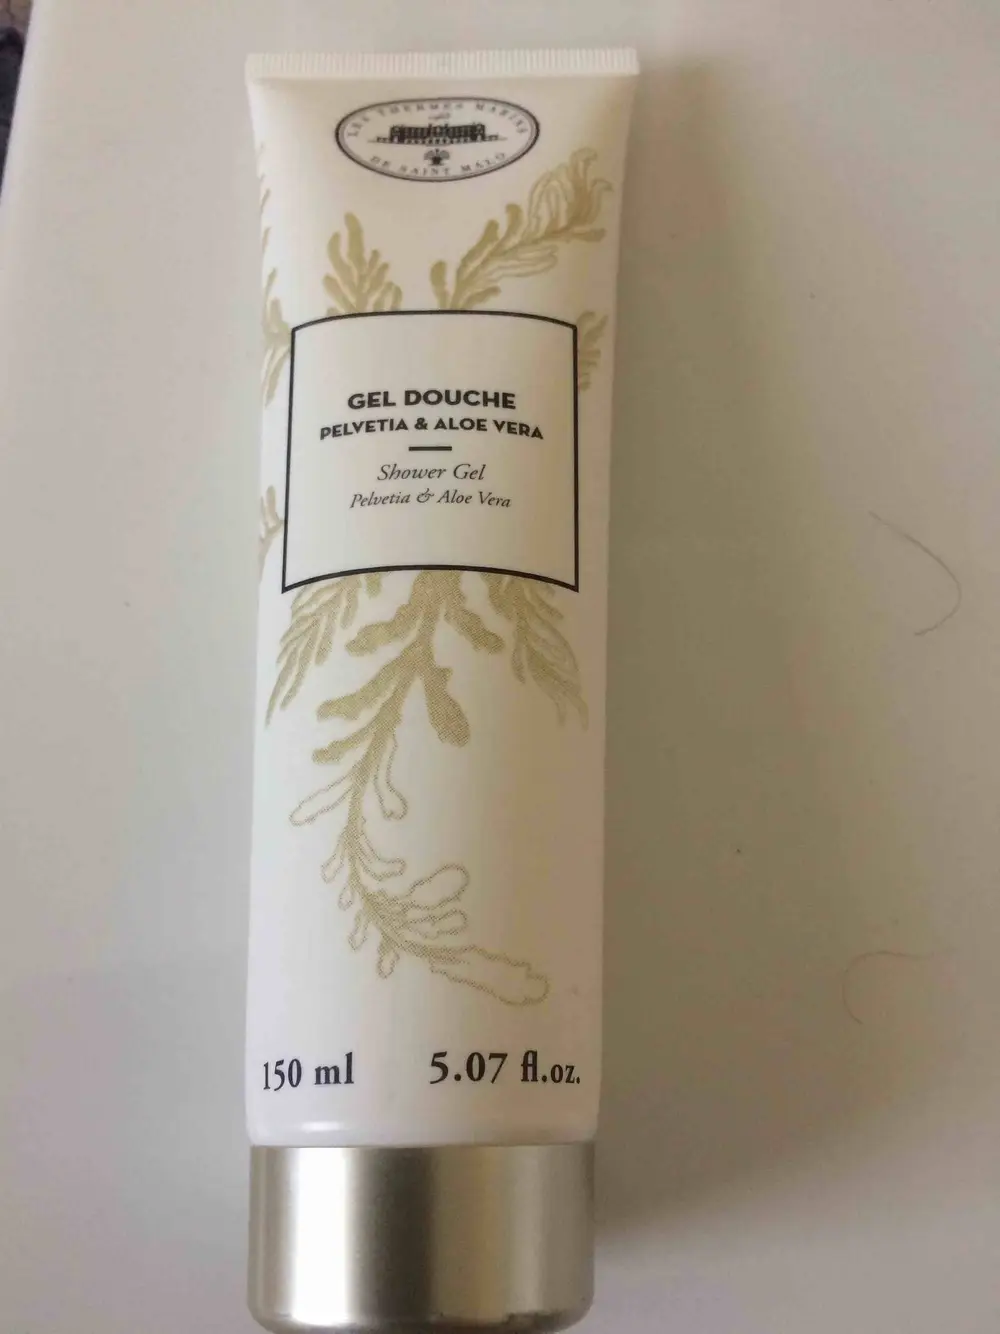 LES THERMES MARINS
DE SAINT MALO
GEL DOUCHE
PELVETIA & ALOE VERA
Shower Gel
Pelvetia & Aloe Vera
150 ml 5.07 fl.oz.